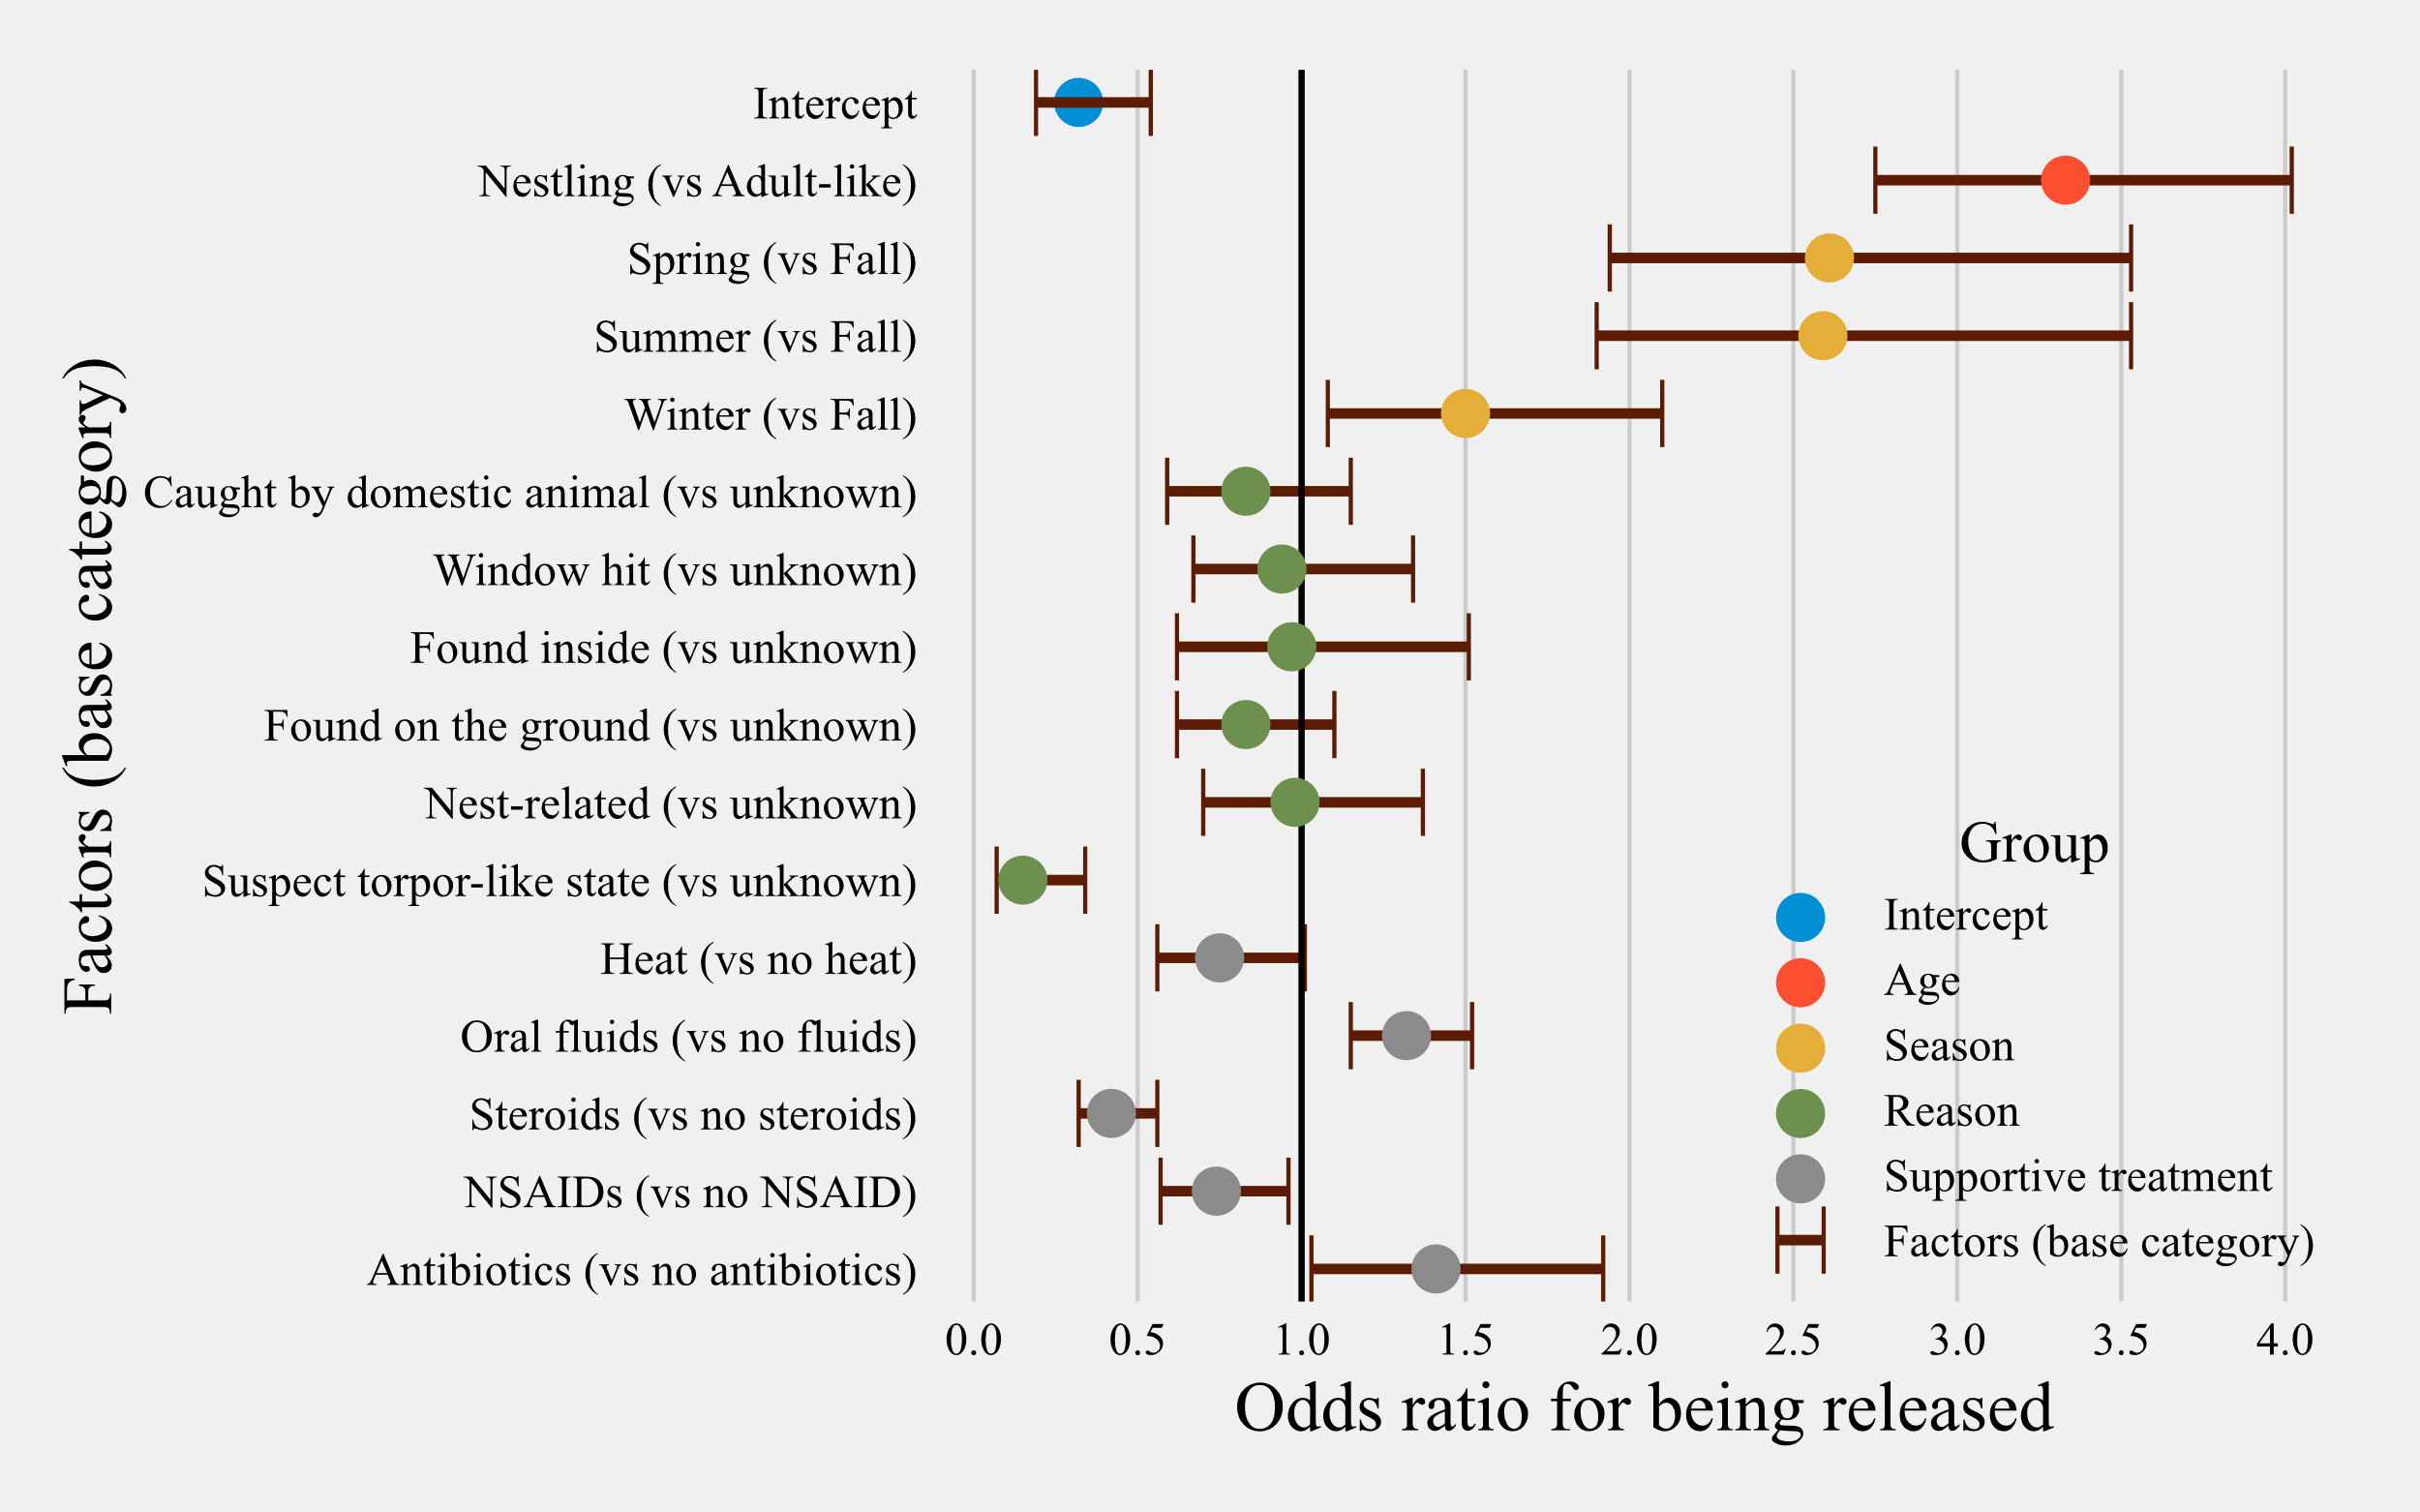 Factors (base category)
Intercept
Nestling (vs Adult-like)
Spring (vs Fall)
Summer (vs Fall)
Winter (vs Fall)
Caught by domestic animal (vs unknown)
Window hit (vs unknown)
Found inside (vs unknown)
Found on the ground (vs unknown)
Nest-related (vs unknown)
Suspect torpor-like state (vs unknown)
Heat (vs no heat)
Oral fluids (vs no fluids)
Steroids (vs no steroids)
NSAIDs (vs no NSAID)
Antibiotics (vs no antibiotics)
Group
Intercept
Age
Season
Reason
Supportive treatment
Factors (base category)
0.0 0.5 1.0 1.5 2.0 2.5 3.0 3.5 4.0
Odds ratio for being released